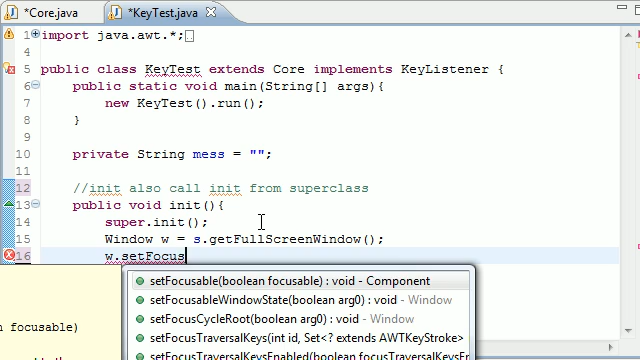 *Core.java
*KeyTest.java
1 import java.awt.*;
4
5 public class KeyTest extends Core implements KeyListener {
6 public static void main(String[] args){
7 new KeyTest().run();
8 }
9
10 private String mess = "";
11
12 //init also call init from superclass
13 public void init(){
14 super.init();
15 Window w = s.getFullScreenWindow();
16 w.setFocus
setFocusable(boolean focusable) : void - Component
setFocusableWindowState(boolean arg0) : void - Window
setFocusCycleRoot(boolean arg0) : void - Window
n focusable)
setFocusTraversalKeys(int id, Set<? extends AWTKeyStroke>
setFocusTraversalKeysEnabled(boolean focusTraversalKeysEn